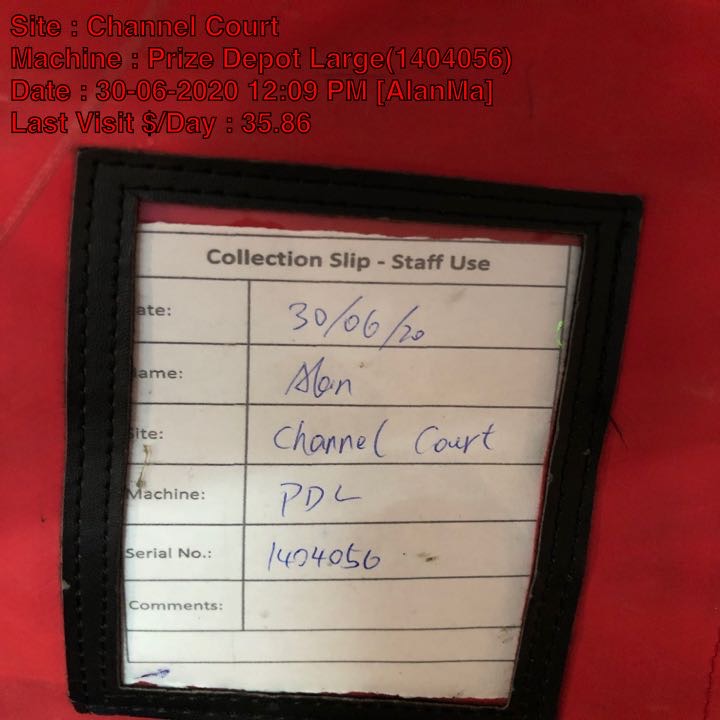 Site : Channel Court
Machine : Prize Depot Large(1404056)
Date : 30-06-2020 12:09 PM [AlanMa]
Last Visit $/Day : 35.86
Collection Slip - Staff Use
ate: 30/06/20
ame: Alan
ite: Channel Court
Machine: PDL
Serial No.: 1404056
Comments: